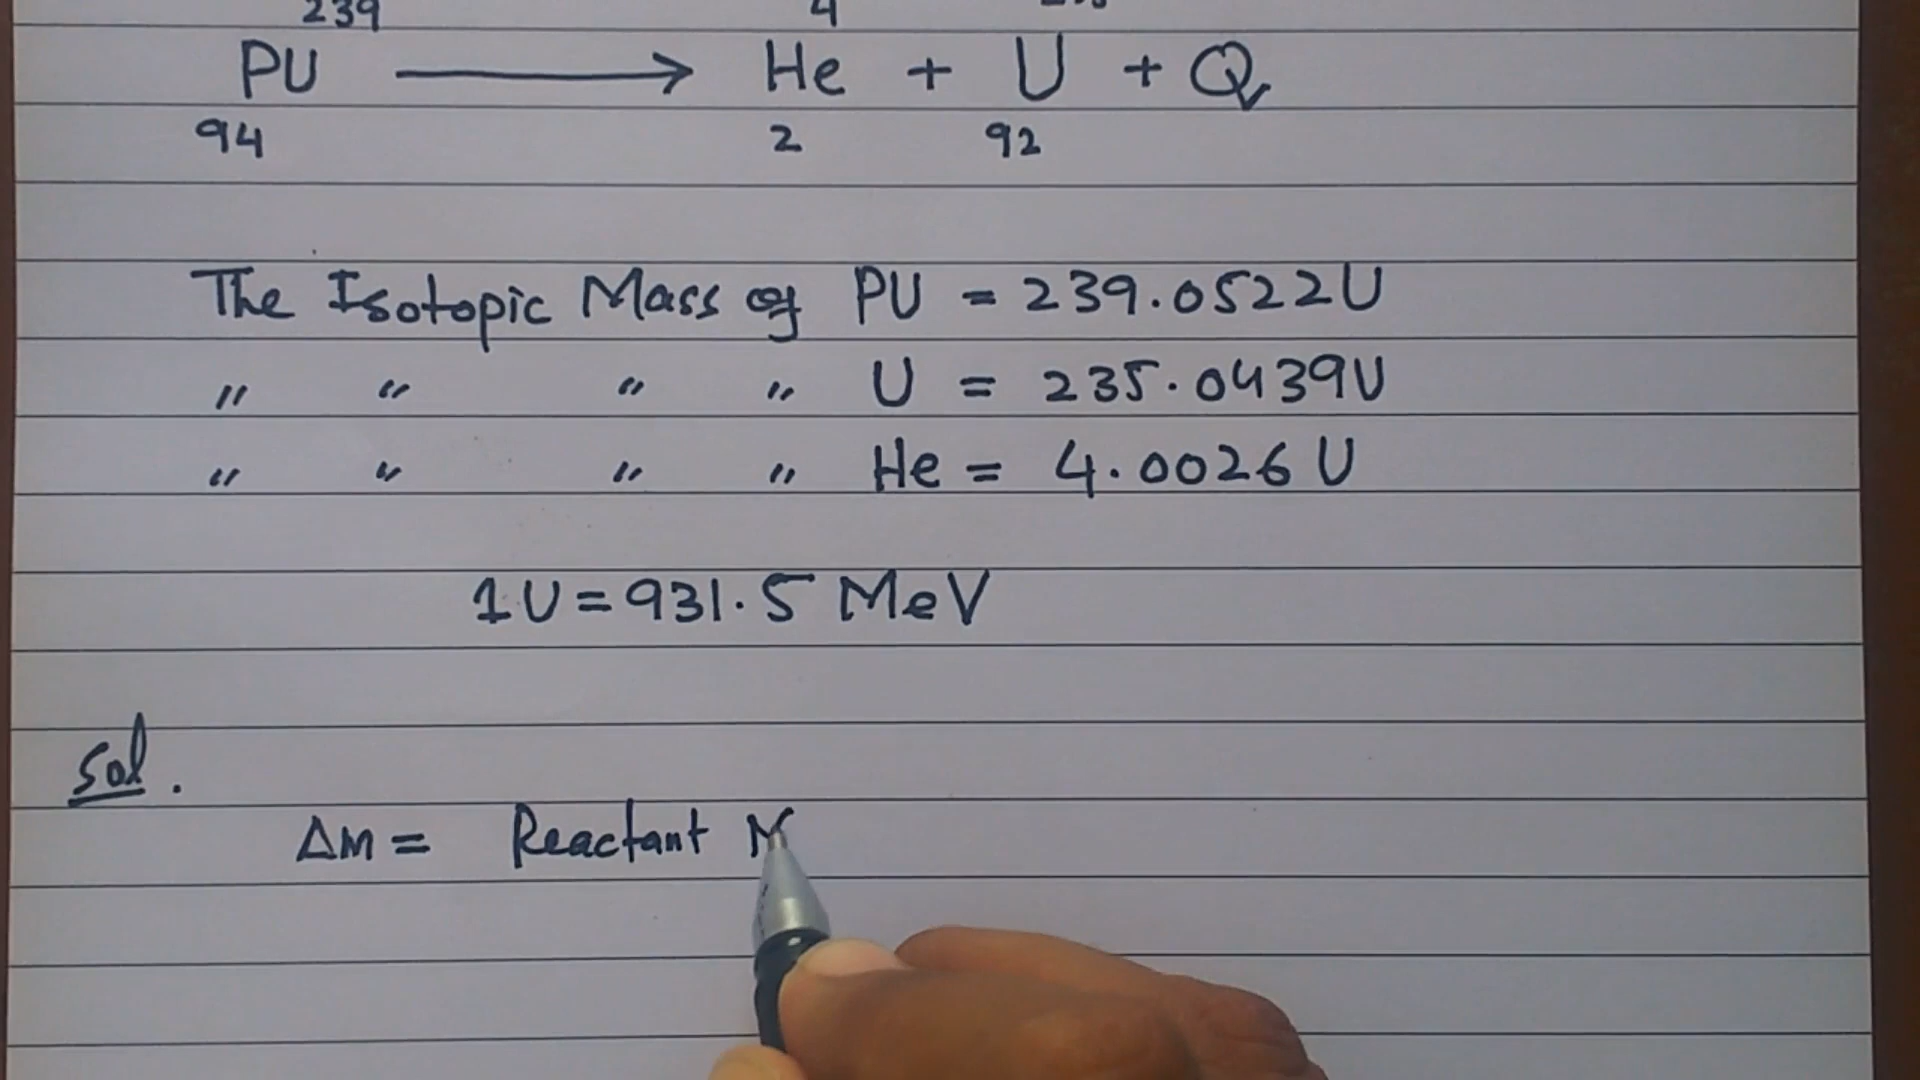 239 4
PU → He + U + Q
94 2 92
The Isotopic Mass of PU = 239.0522U
〃 〃 〃 〃 U = 235.0439U
〃 〃 〃 〃 He = 4.0026 U
1U = 931.5 MeV
Sol.
Δm = Reactant M